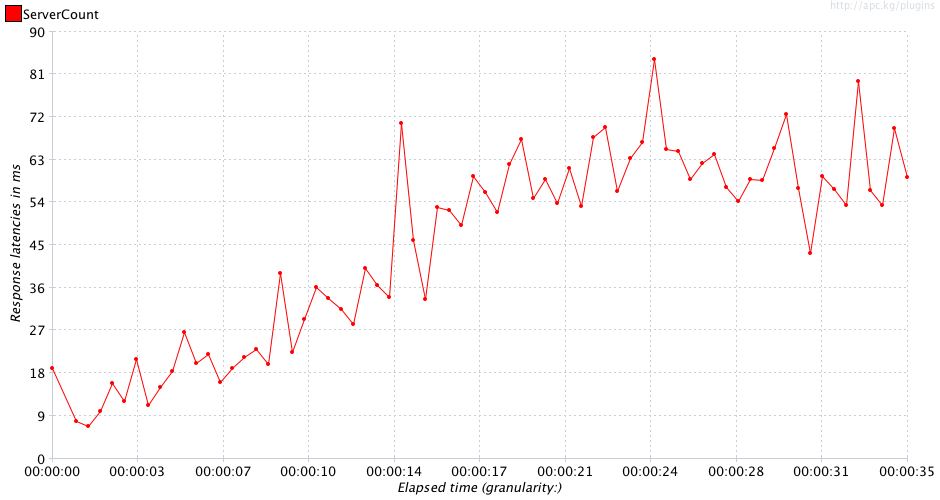 http://apc.kg/plugins
ServerCount
90
81
72
63
54
45
36
27
18
9
0
Response latencies in ms
00:00:00 00:00:03 00:00:07 00:00:10 00:00:14 00:00:17 00:00:21 00:00:24 00:00:28 00:00:31 00:00:35
Elapsed time (granularity:)